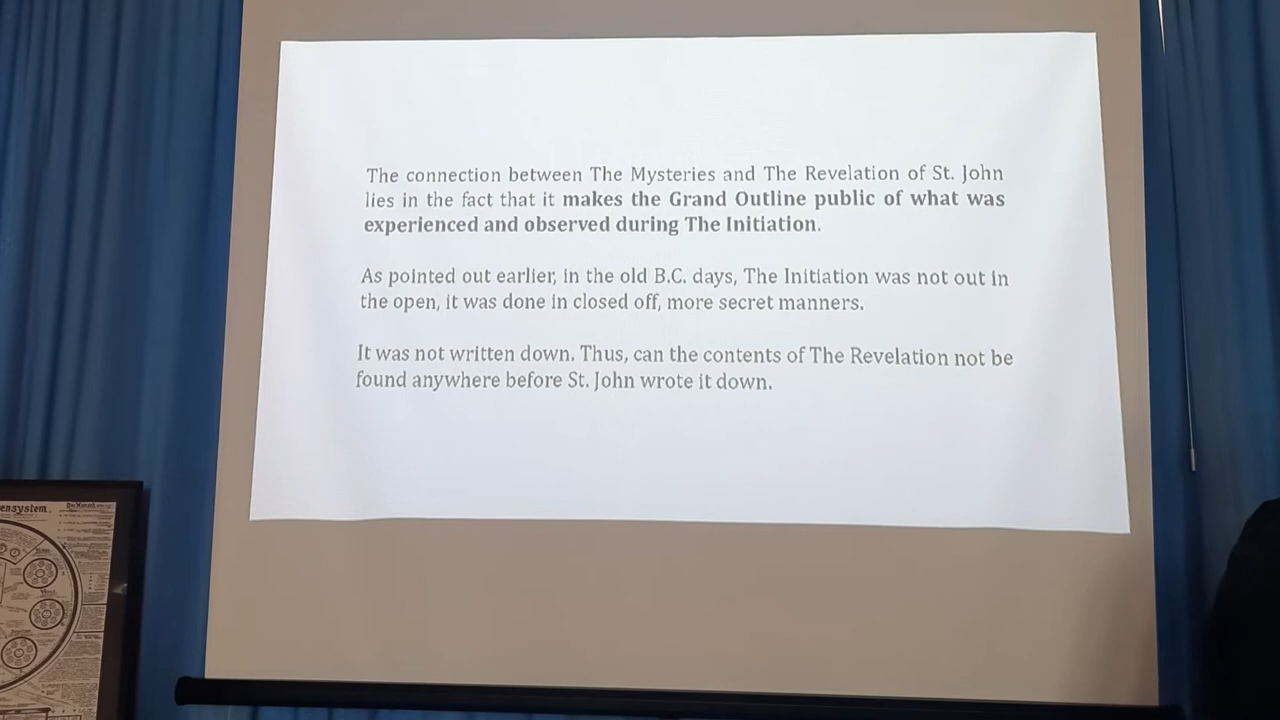 The connection between The Mysteries and The Revelation of St. John
lies in the fact that it makes the Grand Outline public of what was
experienced and observed during The Initiation.
As pointed out earlier, in the old B.C. days, The Initiation was not out in
the open, it was done in closed off, more secret manners.
It was not written down. Thus, can the contents of The Revelation not be
found anywhere before St. John wrote it down.
ensystem